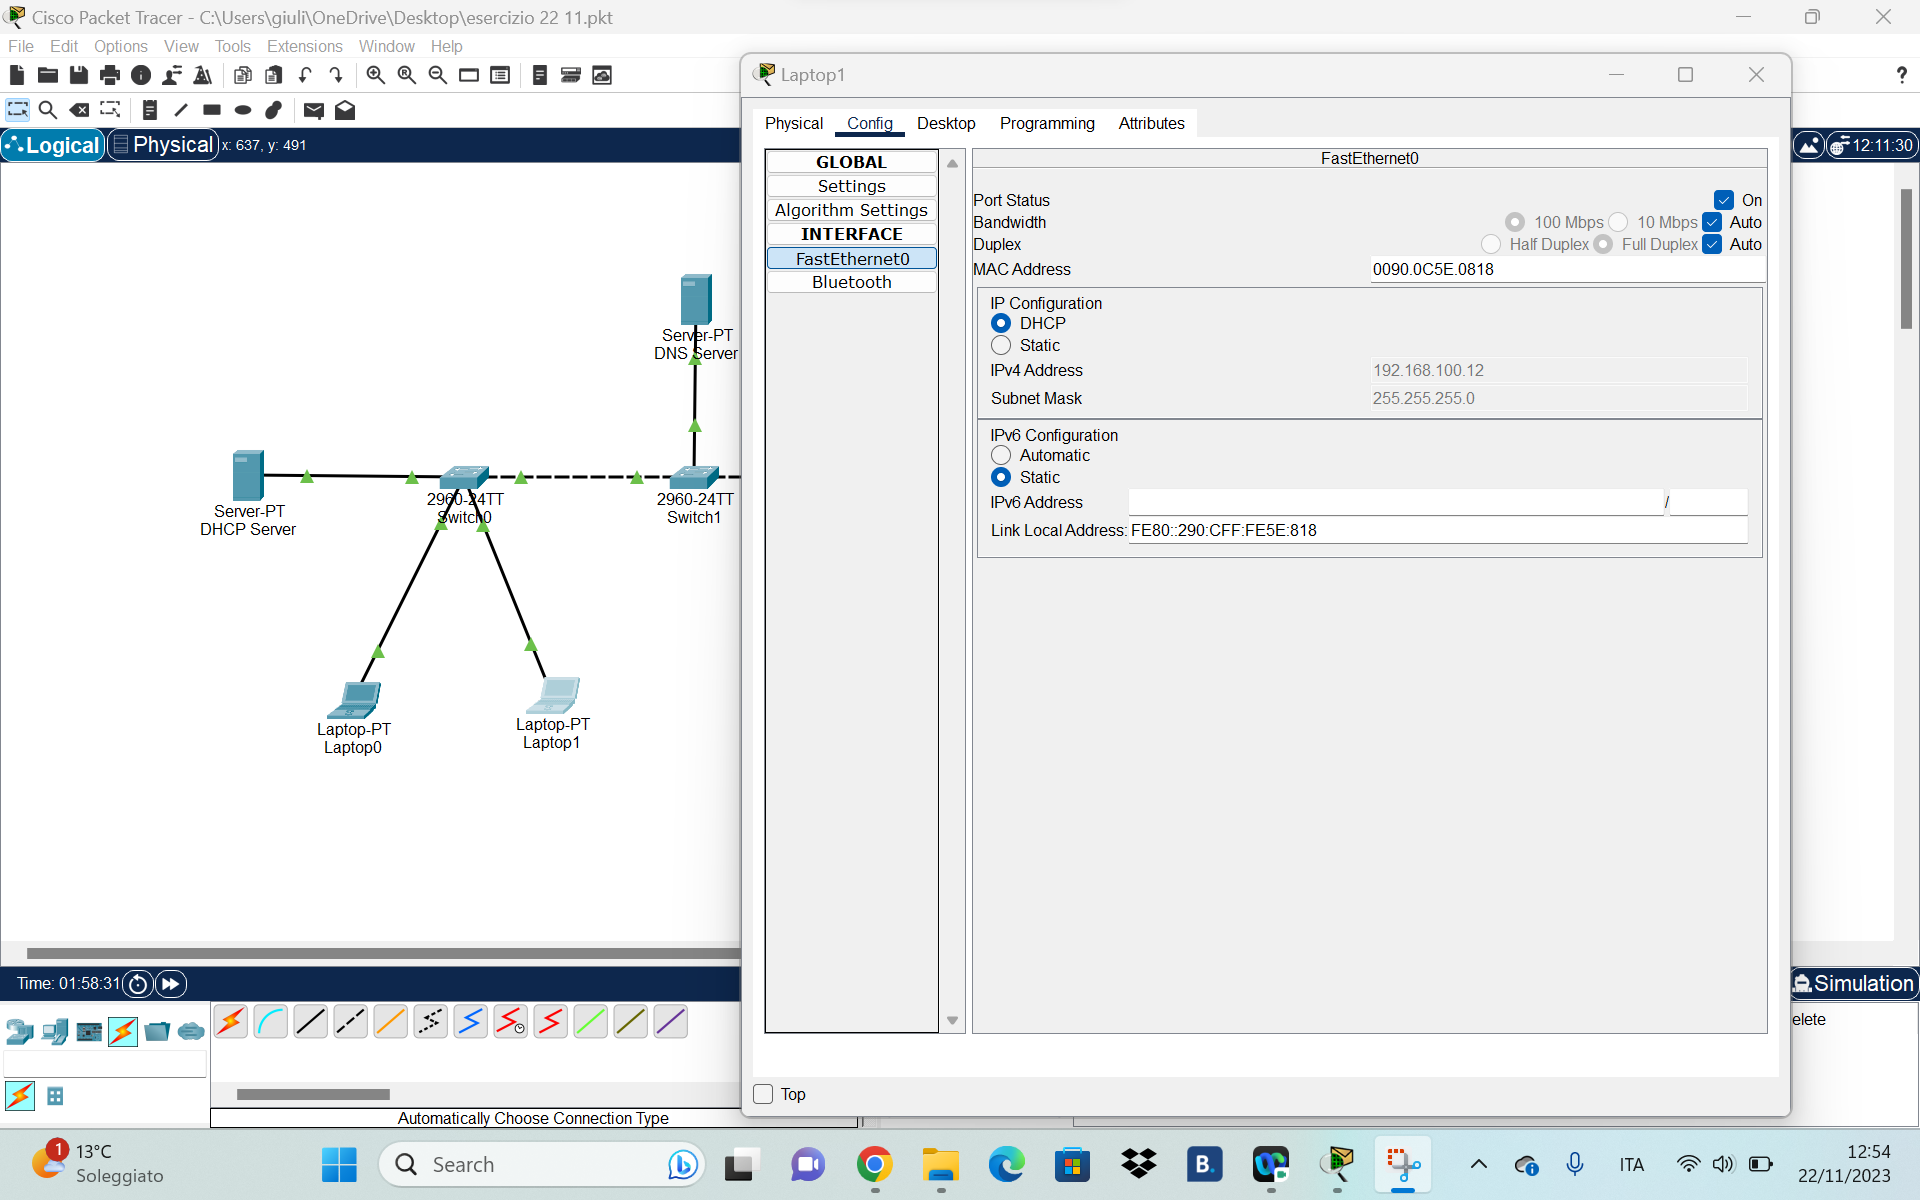 Cisco Packet Tracer - C:\Users\giuli\OneDrive\Desktop\esercizio 22 11.pkt
File Edit Options View Tools Extensions Window Help
Logical Physical x: 637, y: 491
12:11:30
Server-PT
DNS Server
Server-PT
DHCP Server
2960-24TT
Switch0
2960-24TT
Switch1
Laptop-PT
Laptop0
Laptop-PT
Laptop1
Laptop1
Physical Config Desktop Programming Attributes
GLOBAL
Settings
Algorithm Settings
INTERFACE
FastEthernet0
Bluetooth
FastEthernet0
Port Status On
Bandwidth 100 Mbps 10 Mbps Auto
Duplex Half Duplex Full Duplex Auto
MAC Address 0090.0C5E.0818
IP Configuration
DHCP
Static
IPv4 Address 192.168.100.12
Subnet Mask 255.255.255.0
IPv6 Configuration
Automatic
Static
IPv6 Address /
Link Local Address: FE80::290:CFF:FE5E:818
Top
Time: 01:58:31
Simulation
elete
Automatically Choose Connection Type
1
13°C
Soleggiato
Search
B.
ITA
12:54
22/11/2023